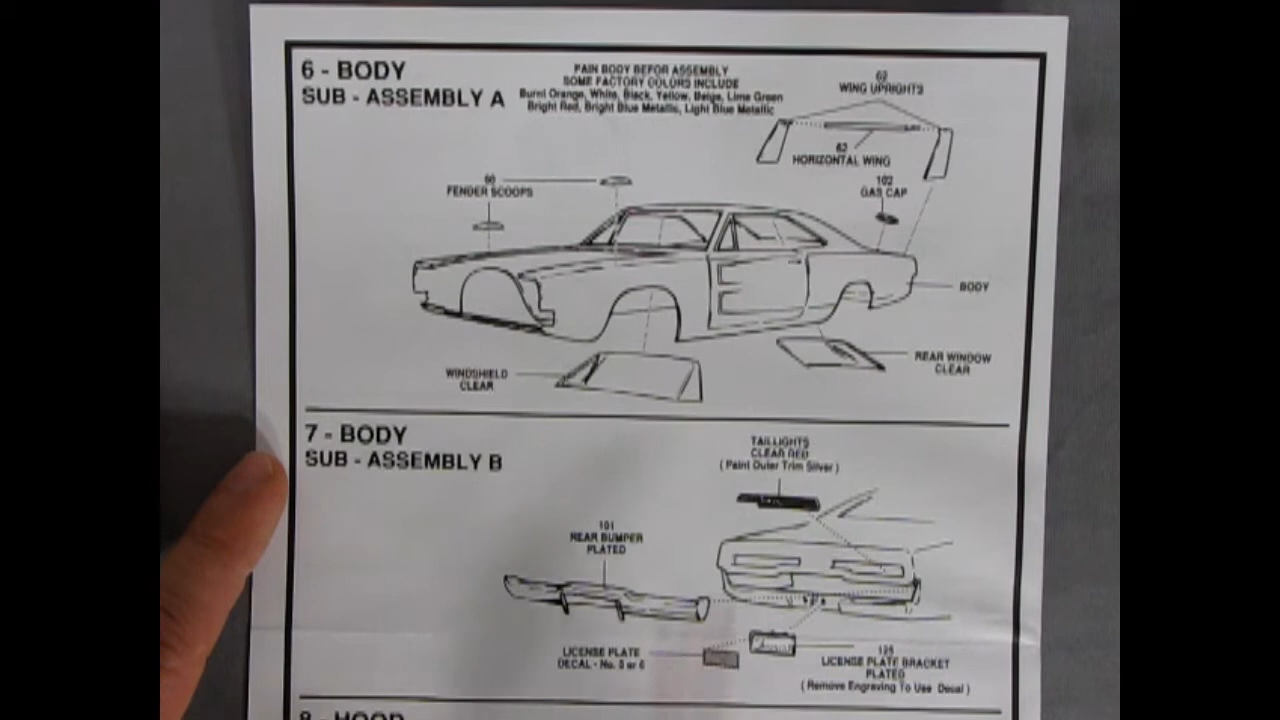 6 - BODY
SUB - ASSEMBLY A
PAIN BODY BEFOR ASSEMBLY
SOME FACTORY COLORS INCLUDE
Burnt Orange, White, Black, Yellow, Beige, Lime Green
Bright Red, Bright Blue Metallic, Light Blue Metallic
62
WING UPRIGHTS
62
HORIZONTAL WING
FENDER SCOOPS
102
GAS CAP
BODY
WINDSHIELD
CLEAR
REAR WINDOW
CLEAR
7 - BODY
SUB - ASSEMBLY B
TAILLIGHTS
CLEAR RED
( Paint Outer Trim Silver )
101
REAR BUMPER
PLATED
LICENSE PLATE
DECAL - No. 5 or 6
125
LICENSE PLATE BRACKET
PLATED
( Remove Engraving To Use Decal )
8 - HOOD